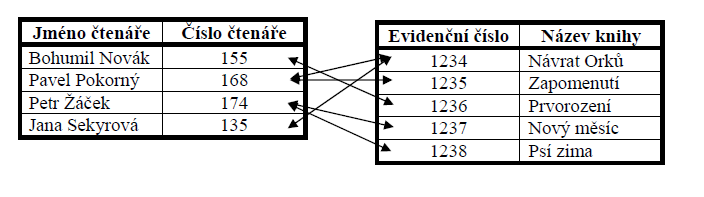 Jméno čtenáře Číslo čtenáře
Bohumil Novák 155
Pavel Pokorný 168
Petr Žáček 174
Jana Sekyrová 135
Evidenční číslo Název knihy
1234 Návrat Orků
1235 Zapomenutí
1236 Prvorození
1237 Nový měsíc
1238 Psí zima